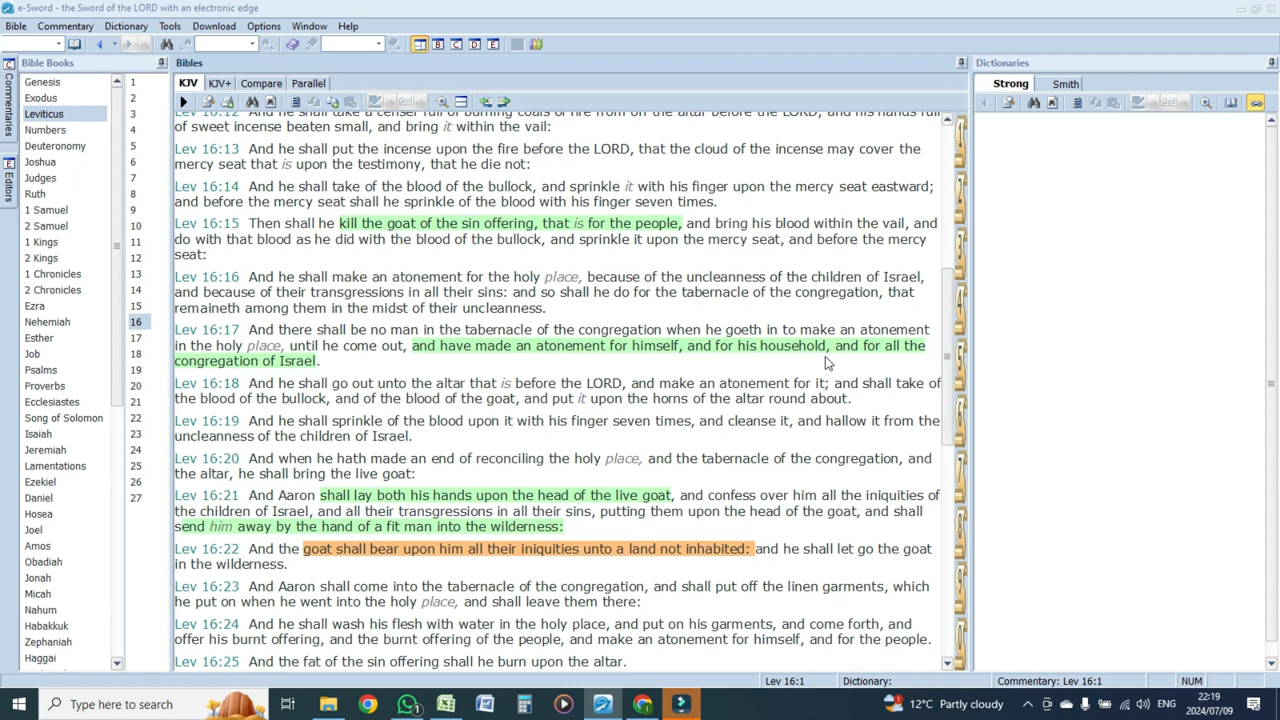 e-Sword - the Sword of the LORD with an electronic edge
Bible Commentary Dictionary Tools Download Options Window Help
B C D E
Bible Books
Bibles
Dictionaries
Commentaries
Editors
KJV KJV+ Compare Parallel
Strong Smith
Genesis 1
Exodus 2
Leviticus 3
Numbers 4
Deuteronomy 5
Joshua 6
Judges 7
Ruth 8
1 Samuel 9
2 Samuel 10
1 Kings 11
2 Kings 12
1 Chronicles 13
2 Chronicles 14
Ezra 15
Nehemiah 16
Esther 17
Job 18
Psalms 19
Proverbs 20
Ecclesiastes 21
Song of Solomon 22
Isaiah 23
Jeremiah 24
Lamentations 25
Ezekiel 26
Daniel 27
Hosea
Joel
Amos
Obadiah
Jonah
Micah
Nahum
Habakkuk
Zephaniah
Haggai
Lev 16:12 And he shall take a censer full of burning coals of fire from off the altar before the LORD, and his hands full
of sweet incense beaten small, and bring it within the vail:
Lev 16:13 And he shall put the incense upon the fire before the LORD, that the cloud of the incense may cover the
mercy seat that is upon the testimony, that he die not:
Lev 16:14 And he shall take of the blood of the bullock, and sprinkle it with his finger upon the mercy seat eastward;
and before the mercy seat shall he sprinkle of the blood with his finger seven times.
Lev 16:15 Then shall he kill the goat of the sin offering, that is for the people, and bring his blood within the vail, and
do with that blood as he did with the blood of the bullock, and sprinkle it upon the mercy seat, and before the mercy
seat:
Lev 16:16 And he shall make an atonement for the holy place, because of the uncleanness of the children of Israel,
and because of their transgressions in all their sins: and so shall he do for the tabernacle of the congregation, that
remaineth among them in the midst of their uncleanness.
Lev 16:17 And there shall be no man in the tabernacle of the congregation when he goeth in to make an atonement
in the holy place, until he come out, and have made an atonement for himself, and for his household, and for all the
congregation of Israel.
Lev 16:18 And he shall go out unto the altar that is before the LORD, and make an atonement for it; and shall take of
the blood of the bullock, and of the blood of the goat, and put it upon the horns of the altar round about.
Lev 16:19 And he shall sprinkle of the blood upon it with his finger seven times, and cleanse it, and hallow it from the
uncleanness of the children of Israel.
Lev 16:20 And when he hath made an end of reconciling the holy place, and the tabernacle of the congregation, and
the altar, he shall bring the live goat:
Lev 16:21 And Aaron shall lay both his hands upon the head of the live goat, and confess over him all the iniquities of
the children of Israel, and all their transgressions in all their sins, putting them upon the head of the goat, and shall
send him away by the hand of a fit man into the wilderness:
Lev 16:22 And the goat shall bear upon him all their iniquities unto a land not inhabited: and he shall let go the goat
in the wilderness.
Lev 16:23 And Aaron shall come into the tabernacle of the congregation, and shall put off the linen garments, which
he put on when he went into the holy place, and shall leave them there:
Lev 16:24 And he shall wash his flesh with water in the holy place, and put on his garments, and come forth, and
offer his burnt offering, and the burnt offering of the people, and make an atonement for himself, and for the people.
Lev 16:25 And the fat of the sin offering shall he burn upon the altar.
Lev 16:1 Dictionary: Commentary: Lev 16:1 NUM
Type here to search
12°C Partly cloudy
ENG
22:19
2024/07/09